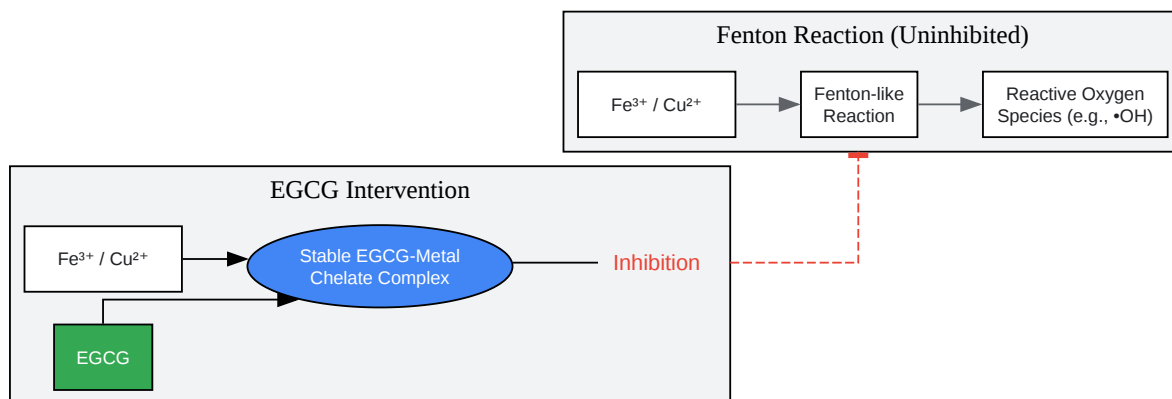 Fenton Reaction (Uninhibited)
Fe³⁺ / Cu²⁺
Fenton-like
Reaction
Reactive Oxygen
Species (e.g., •OH)
EGCG Intervention
Fe³⁺ / Cu²⁺
Stable EGCG-Metal
Chelate Complex
Inhibition
EGCG